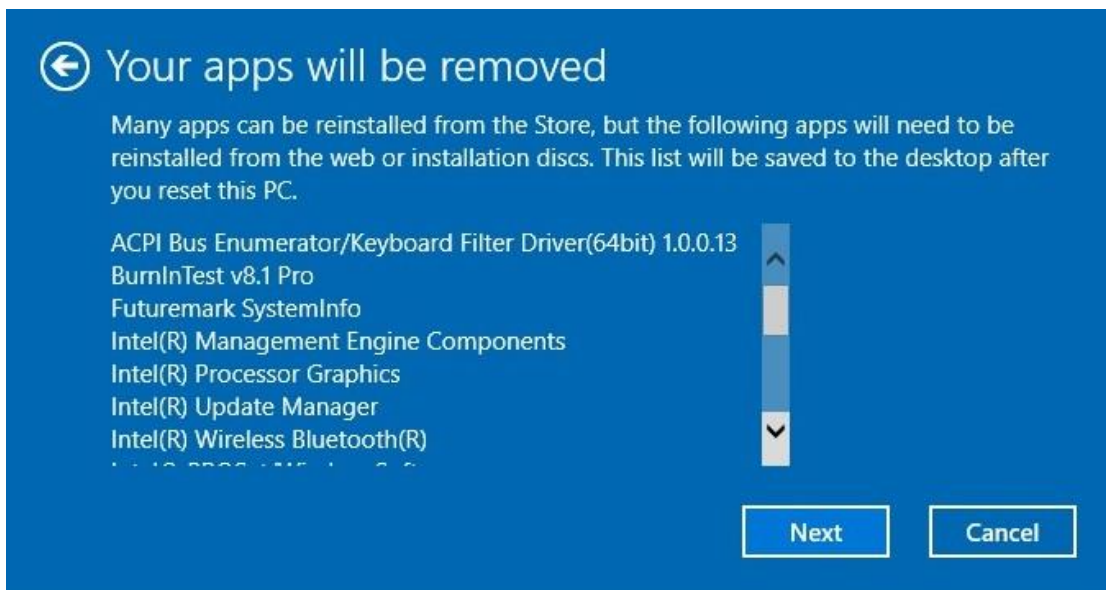 Your apps will be removed
Many apps can be reinstalled from the Store, but the following apps will need to be
reinstalled from the web or installation discs. This list will be saved to the desktop after
you reset this PC.
ACPI Bus Enumerator/Keyboard Filter Driver(64bit) 1.0.0.13
BurnInTest v8.1 Pro
Futuremark SystemInfo
Intel(R) Management Engine Components
Intel(R) Processor Graphics
Intel(R) Update Manager
Intel(R) Wireless Bluetooth(R)
Next
Cancel